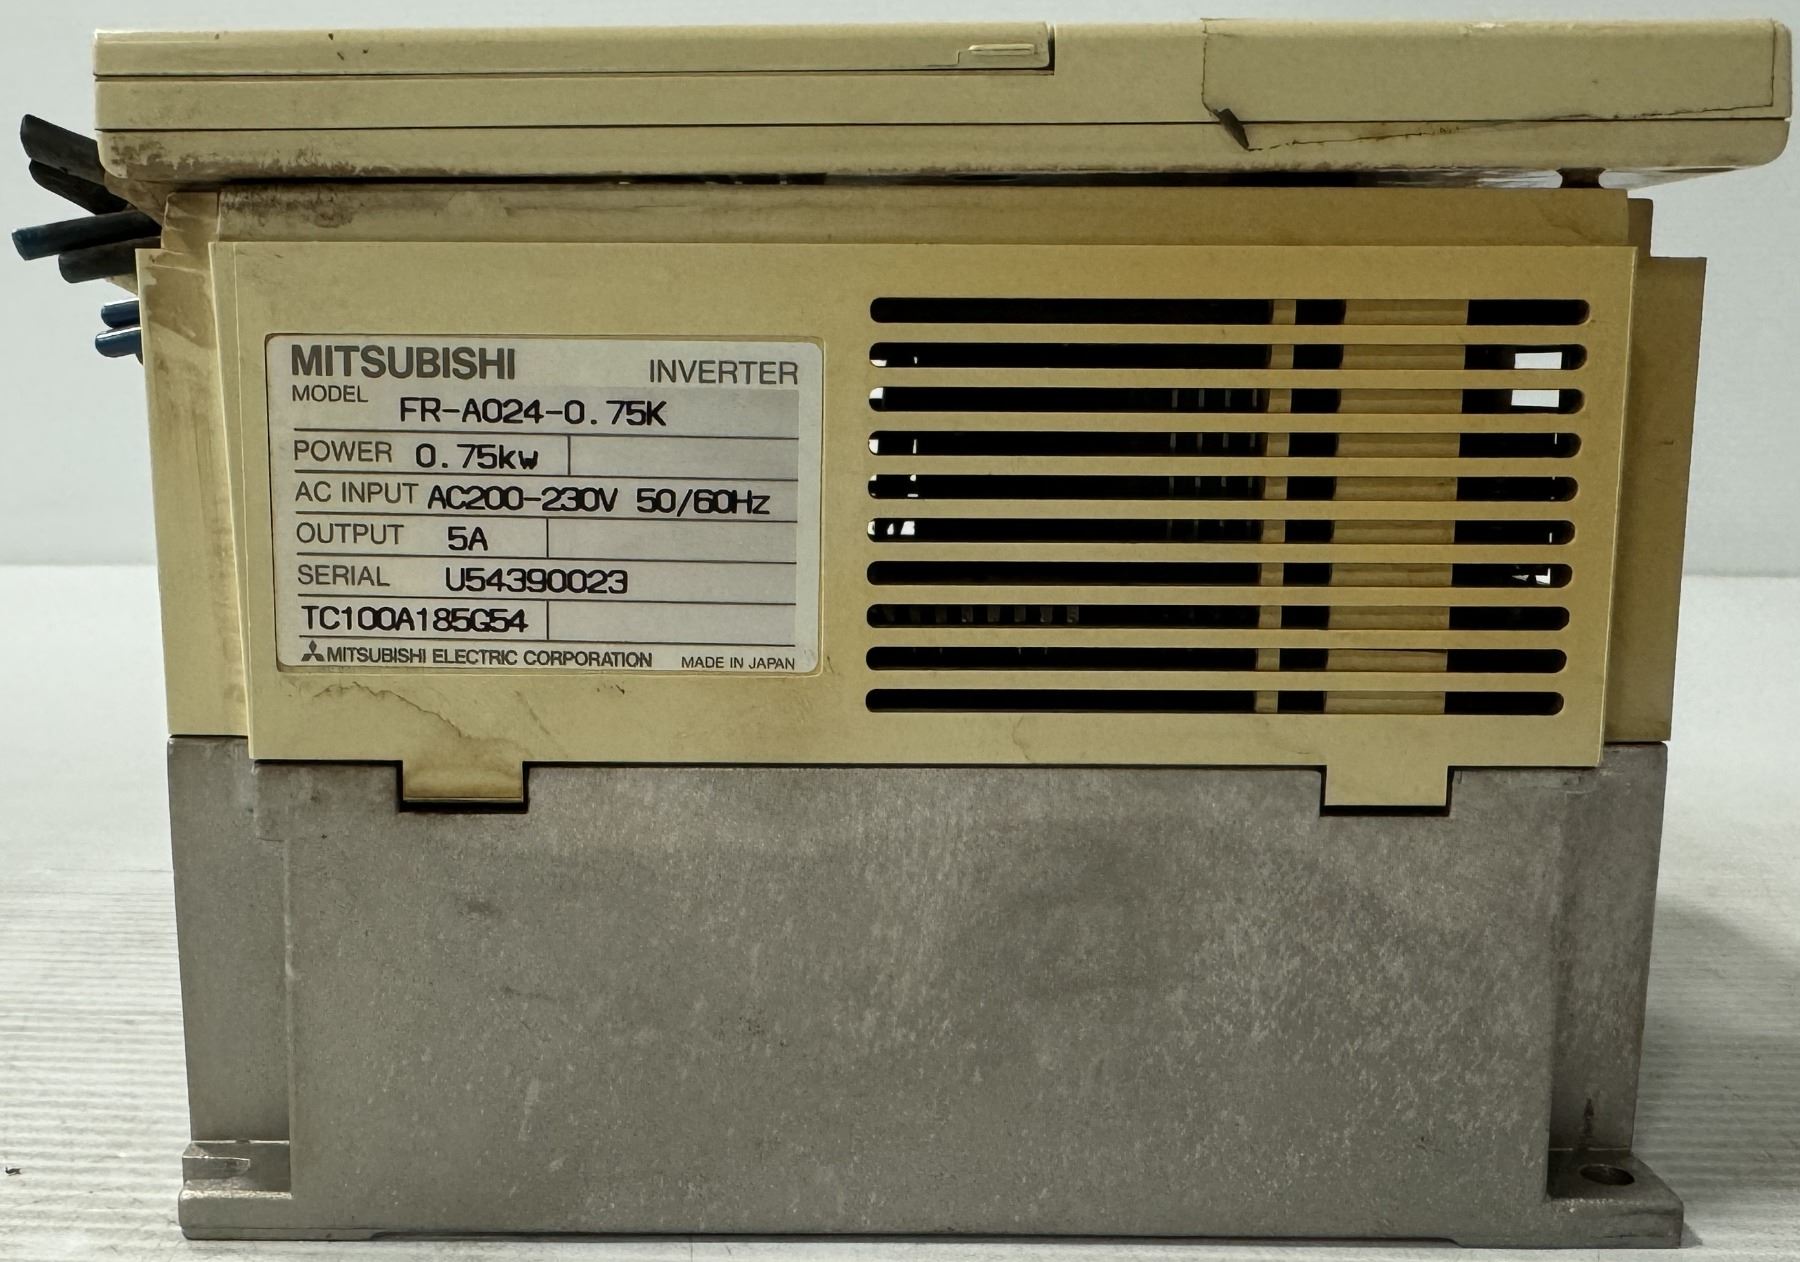 MITSUBISHI INVERTER
MODEL FR-A024-0.75K
POWER 0.75kW
AC INPUT AC200-230V 50/60Hz
OUTPUT 5A
SERIAL U54390023
TC100A185G54
MITSUBISHI ELECTRIC CORPORATION MADE IN JAPAN